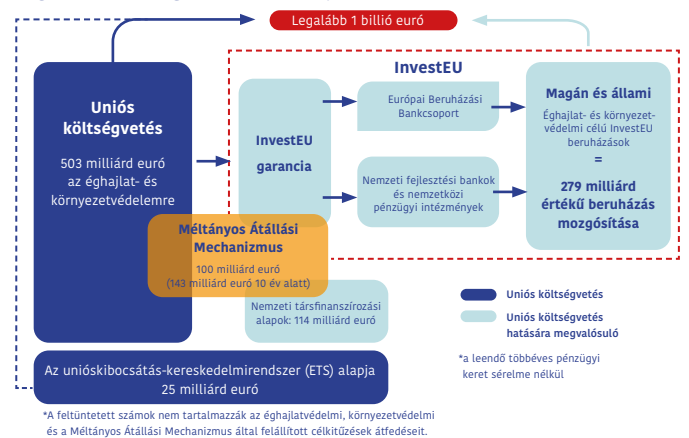 Legalább 1 billió euró
InvestEU
Uniós
költségvetés
503 milliárd euró
az éghajlat- és
környezetvédelemre
InvestEU
garancia
Európai Beruházási
Bankcsoport
Nemzeti fejlesztési bankok
és nemzetközi
pénzügyi intézmények
Magán és állami
Éghajlat- és környezet-
védelmi célú InvestEU
beruházások
=
279 milliárd
értékű beruházás
mozgósítása
Méltányos Átállási
Mechanizmus
100 milliárd euró
(143 milliárd euró 10 év alatt)
Nemzeti társfinanszírozási
alapok: 114 milliárd euró
Uniós költségvetés
Uniós költségvetés
hatására megvalósuló
*a leendő többéves pénzügyi
keret sérelme nélkül
Az unióskibocsátás-kereskedelmirendszer (ETS) alapja
25 milliárd euró
*A feltüntetett számok nem tartalmazzák az éghajlatvédelmi, környezetvédelmi
és a Méltányos Átállási Mechanizmus által felállított célkitűzések átfedéseit.